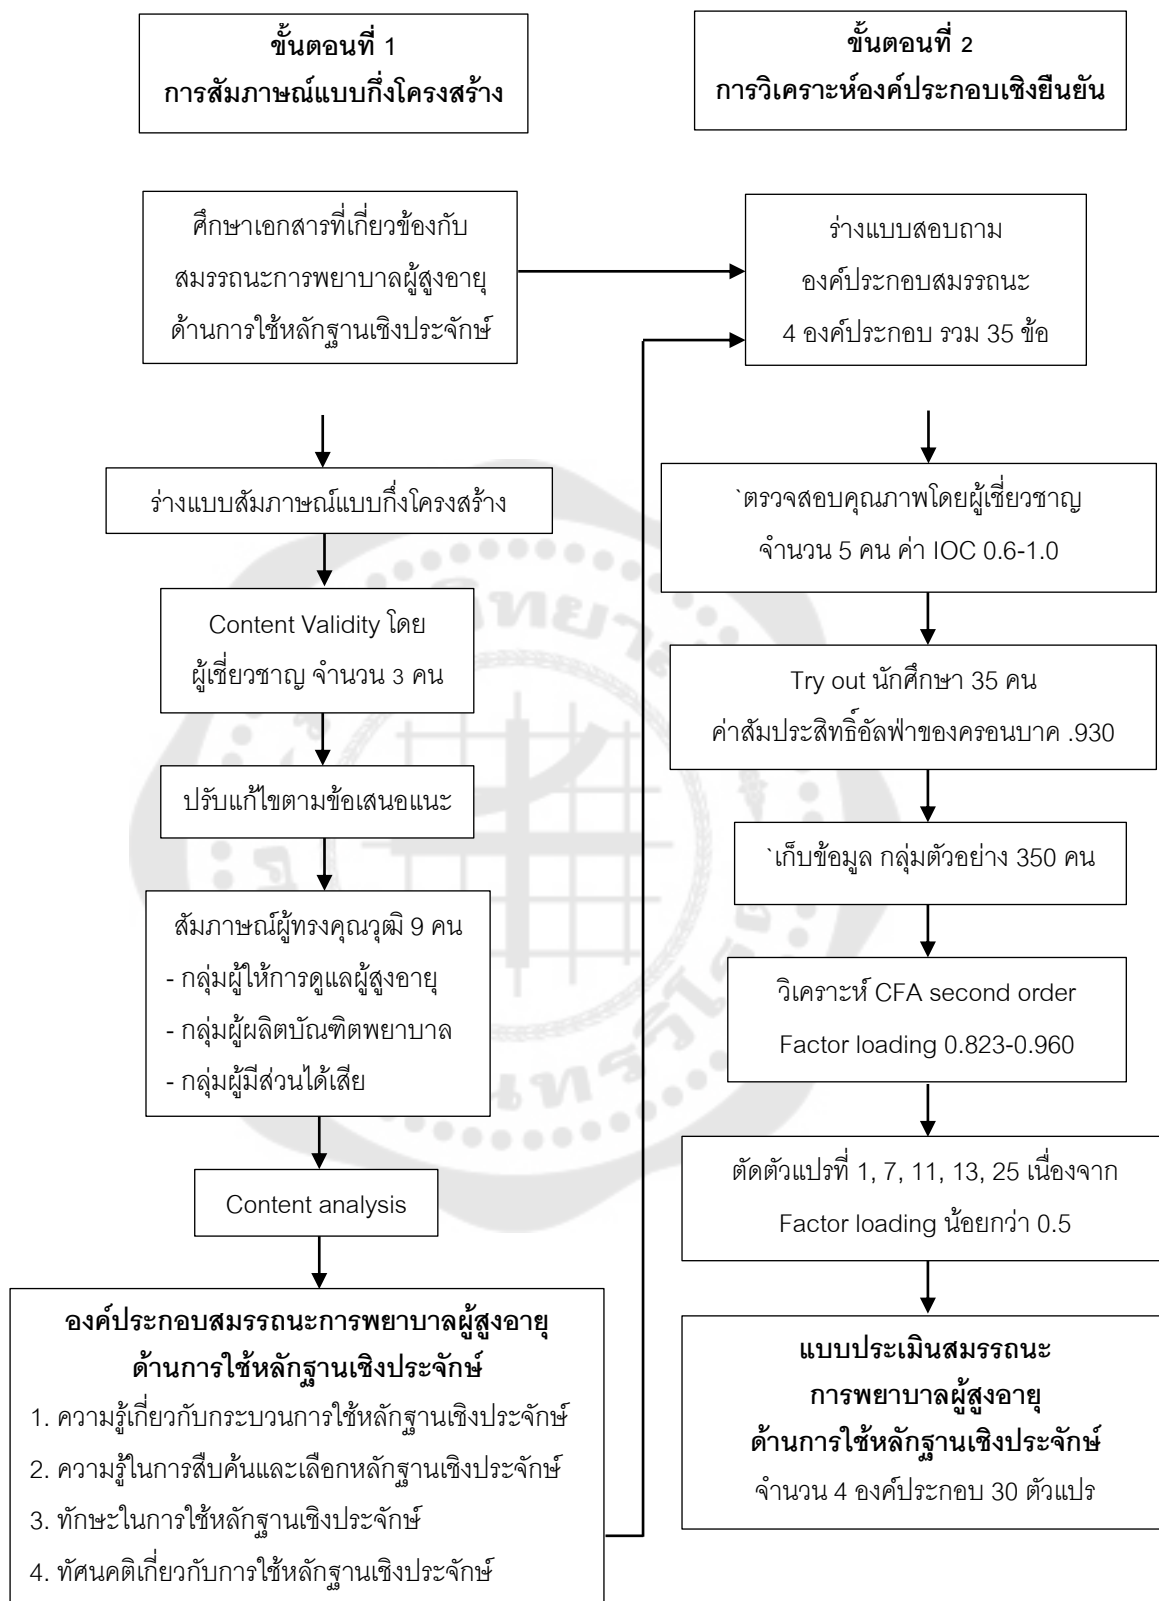 ขั้นตอนที่ 1
การสัมภาษณ์แบบกึ่งโครงสร้าง
ศึกษาเอกสารที่เกี่ยวข้องกับ
สมรรถนะการพยาบาลผู้สูงอายุ
ด้านการใช้หลักฐานเชิงประจักษ์
ร่างแบบสัมภาษณ์แบบกึ่งโครงสร้าง
Content Validity โดย
ผู้เชี่ยวชาญ จำนวน 3 คน
ปรับแก้ไขตามข้อเสนอแนะ
สัมภาษณ์ผู้ทรงคุณวุฒิ 9 คน
- กลุ่มผู้ให้การดูแลผู้สูงอายุ
- กลุ่มผู้ผลิตบัณฑิตพยาบาล
- กลุ่มผู้มีส่วนได้เสีย
Content analysis
องค์ประกอบสมรรถนะการพยาบาลผู้สูงอายุ
ด้านการใช้หลักฐานเชิงประจักษ์
1. ความรู้เกี่ยวกับกระบวนการใช้หลักฐานเชิงประจักษ์
2. ความรู้ในการสืบค้นและเลือกหลักฐานเชิงประจักษ์
3. ทักษะในการใช้หลักฐานเชิงประจักษ์
4. ทัศนคติเกี่ยวกับการใช้หลักฐานเชิงประจักษ์
ขั้นตอนที่ 2
การวิเคราะห์องค์ประกอบเชิงยืนยัน
ร่างแบบสอบถาม
องค์ประกอบสมรรถนะ
4 องค์ประกอบ รวม 35 ข้อ
`ตรวจสอบคุณภาพโดยผู้เชี่ยวชาญ
จำนวน 5 คน ค่า IOC 0.6-1.0
Try out นักศึกษา 35 คน
ค่าสัมประสิทธิ์อัลฟ่าของครอนบาค .930
`เก็บข้อมูล กลุ่มตัวอย่าง 350 คน
วิเคราะห์ CFA second order
Factor loading 0.823-0.960
ตัดตัวแปรที่ 1, 7, 11, 13, 25 เนื่องจาก
Factor loading น้อยกว่า 0.5
แบบประเมินสมรรถนะ
การพยาบาลผู้สูงอายุ
ด้านการใช้หลักฐานเชิงประจักษ์
จำนวน 4 องค์ประกอบ 30 ตัวแปร